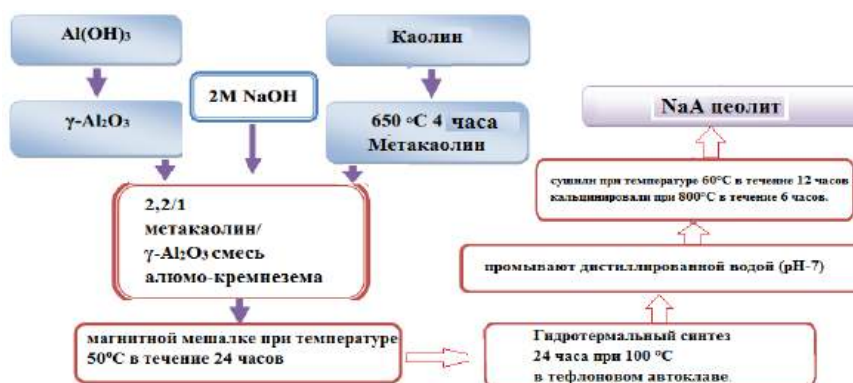 Al(OH)3
Каолин
2M NaOH
γ-Al2O3
650 °C 4 часа
Метакаолин
NaA цеолит
2,2/1
метакаолин/
γ-Al2O3 смесь
алюмо-кремнезема
сушили при температуре 60°C в течение 12 часов
кальцинировали при 800°C в течение 6 часов.
промывают дистиллированной водой (pH-7)
магнитной мешалке при температуре
50°C в течение 24 часов
Гидротермальный синтез
24 часа при 100 °C
в тефлоновом автоклаве.